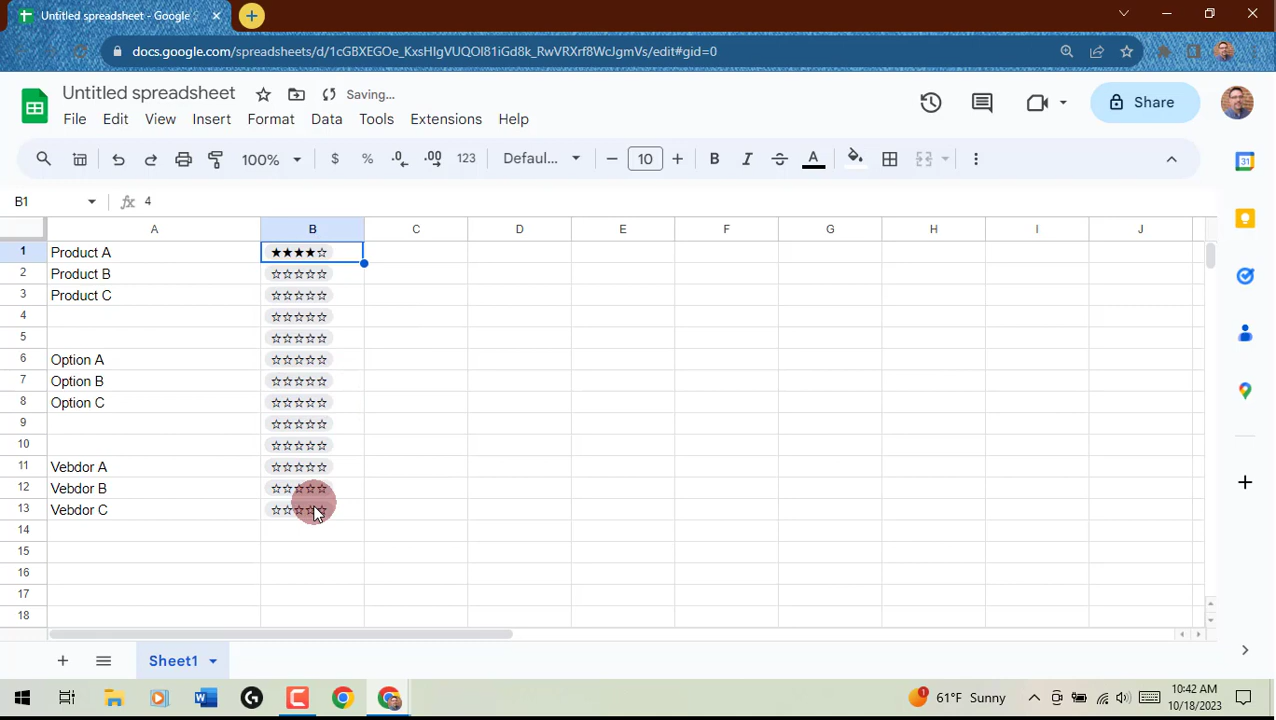 Untitled spreadsheet - Google
docs.google.com/spreadsheets/d/1cGBXEGOe_KxsHlgVUQOl81iGd8k_RwVRXrf8WcJgmVs/edit#gid=0
Untitled spreadsheet Saving...
File Edit View Insert Format Data Tools Extensions Help
Share
100% $ % .0 .00 123 Defaul... 10 B I S A
31
B1 fx 4
A B C D E F G H I J
1 Product A ★★★★☆
2 Product B ☆☆☆☆☆
3 Product C ☆☆☆☆☆
4 ☆☆☆☆☆
5 ☆☆☆☆☆
6 Option A ☆☆☆☆☆
7 Option B ☆☆☆☆☆
8 Option C ☆☆☆☆☆
9 ☆☆☆☆☆
10 ☆☆☆☆☆
11 Vebdor A ☆☆☆☆☆
12 Vebdor B ☆☆☆☆☆
13 Vebdor C ☆☆☆☆☆
14
15
16
17
18
Sheet1
1 61°F Sunny
10:42 AM
10/18/2023